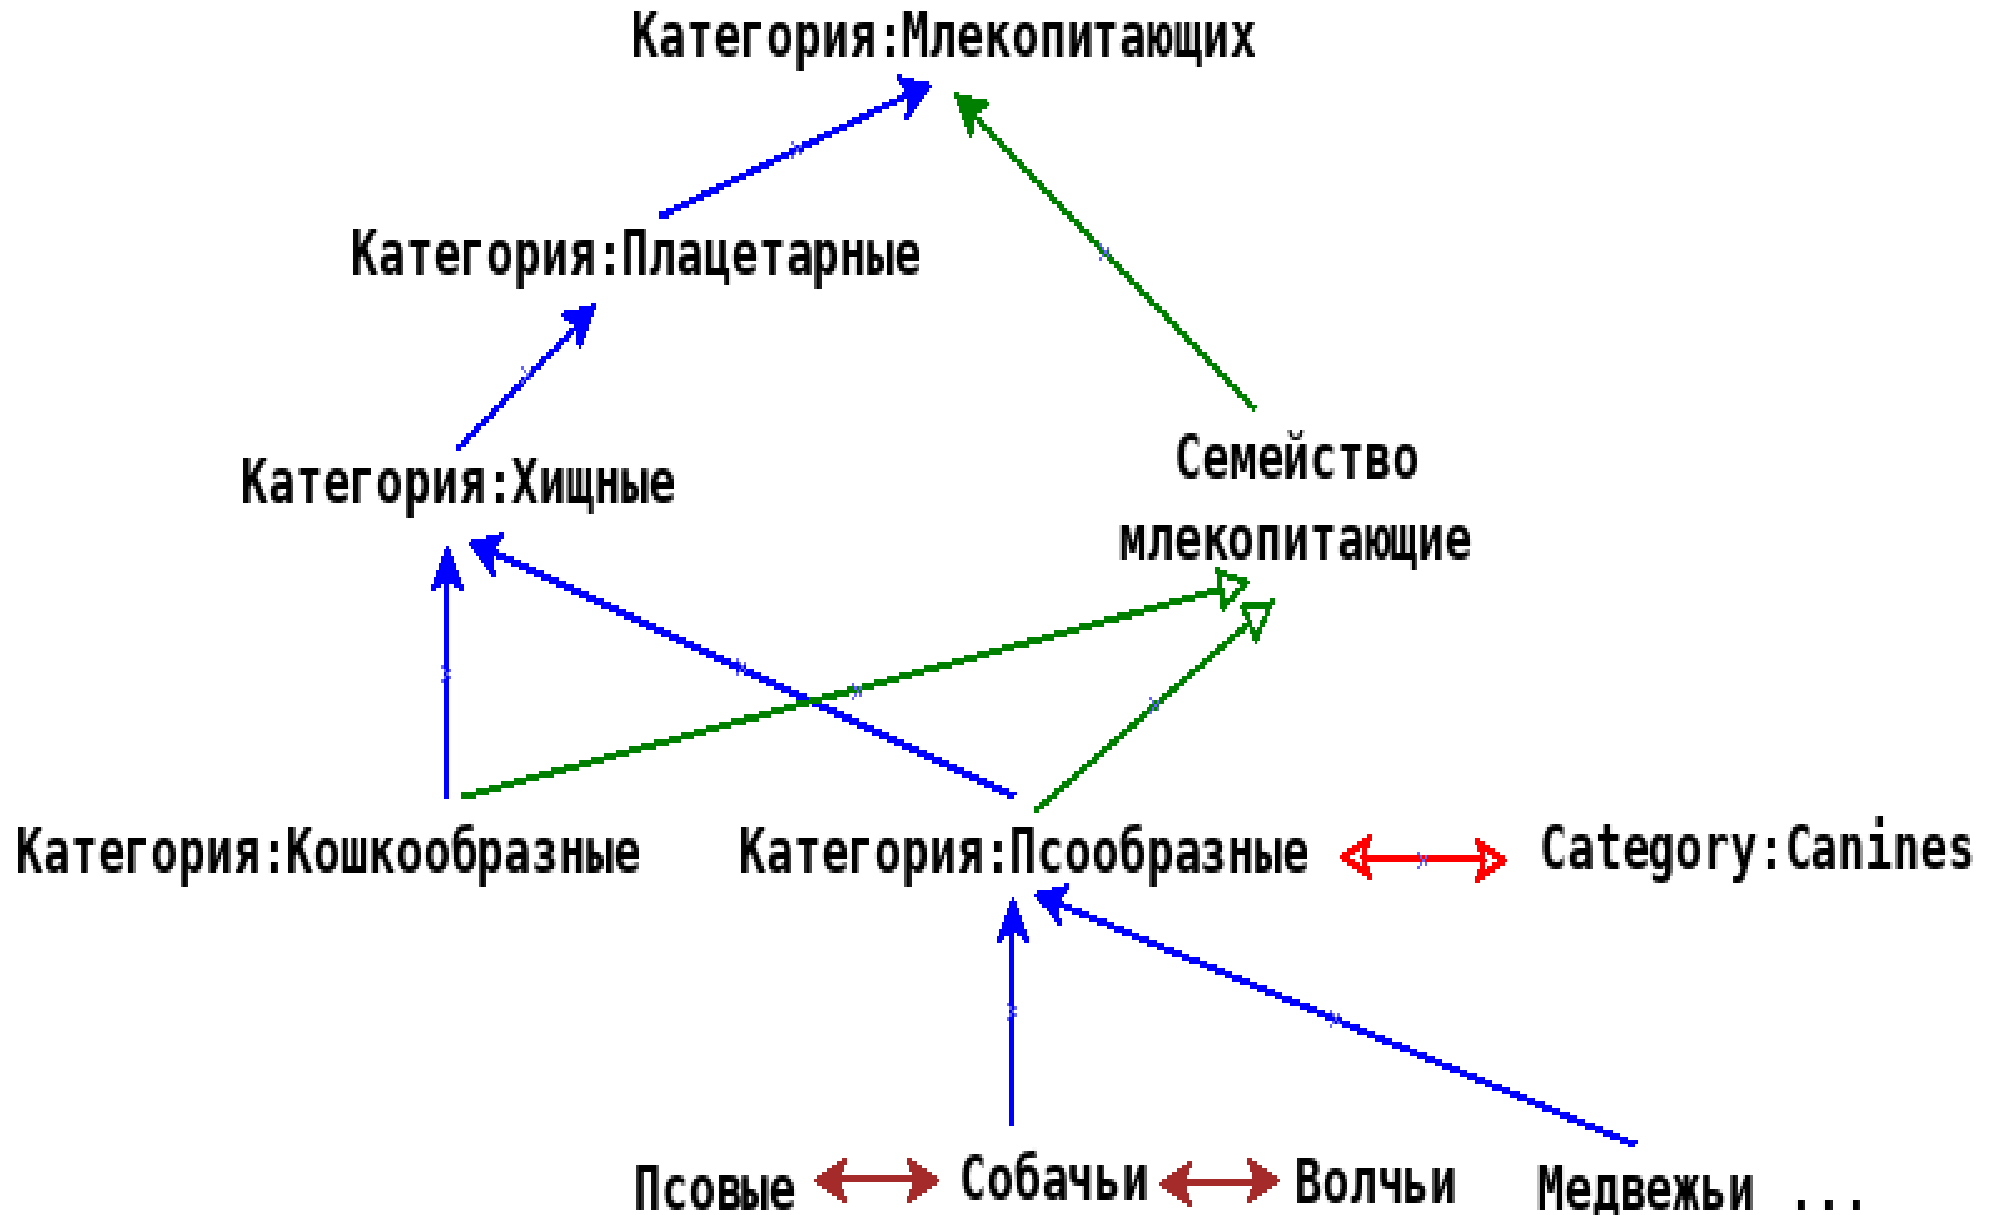 Категория:Млекопитающих
Категория:Плацетарные
Категория:Хищные
Семейство
млекопитающие
Категория:Кошкообразные
Категория:Псообразные
Category:Canines
Псовые
Собачьи
Волчьи
Медвежьи ...